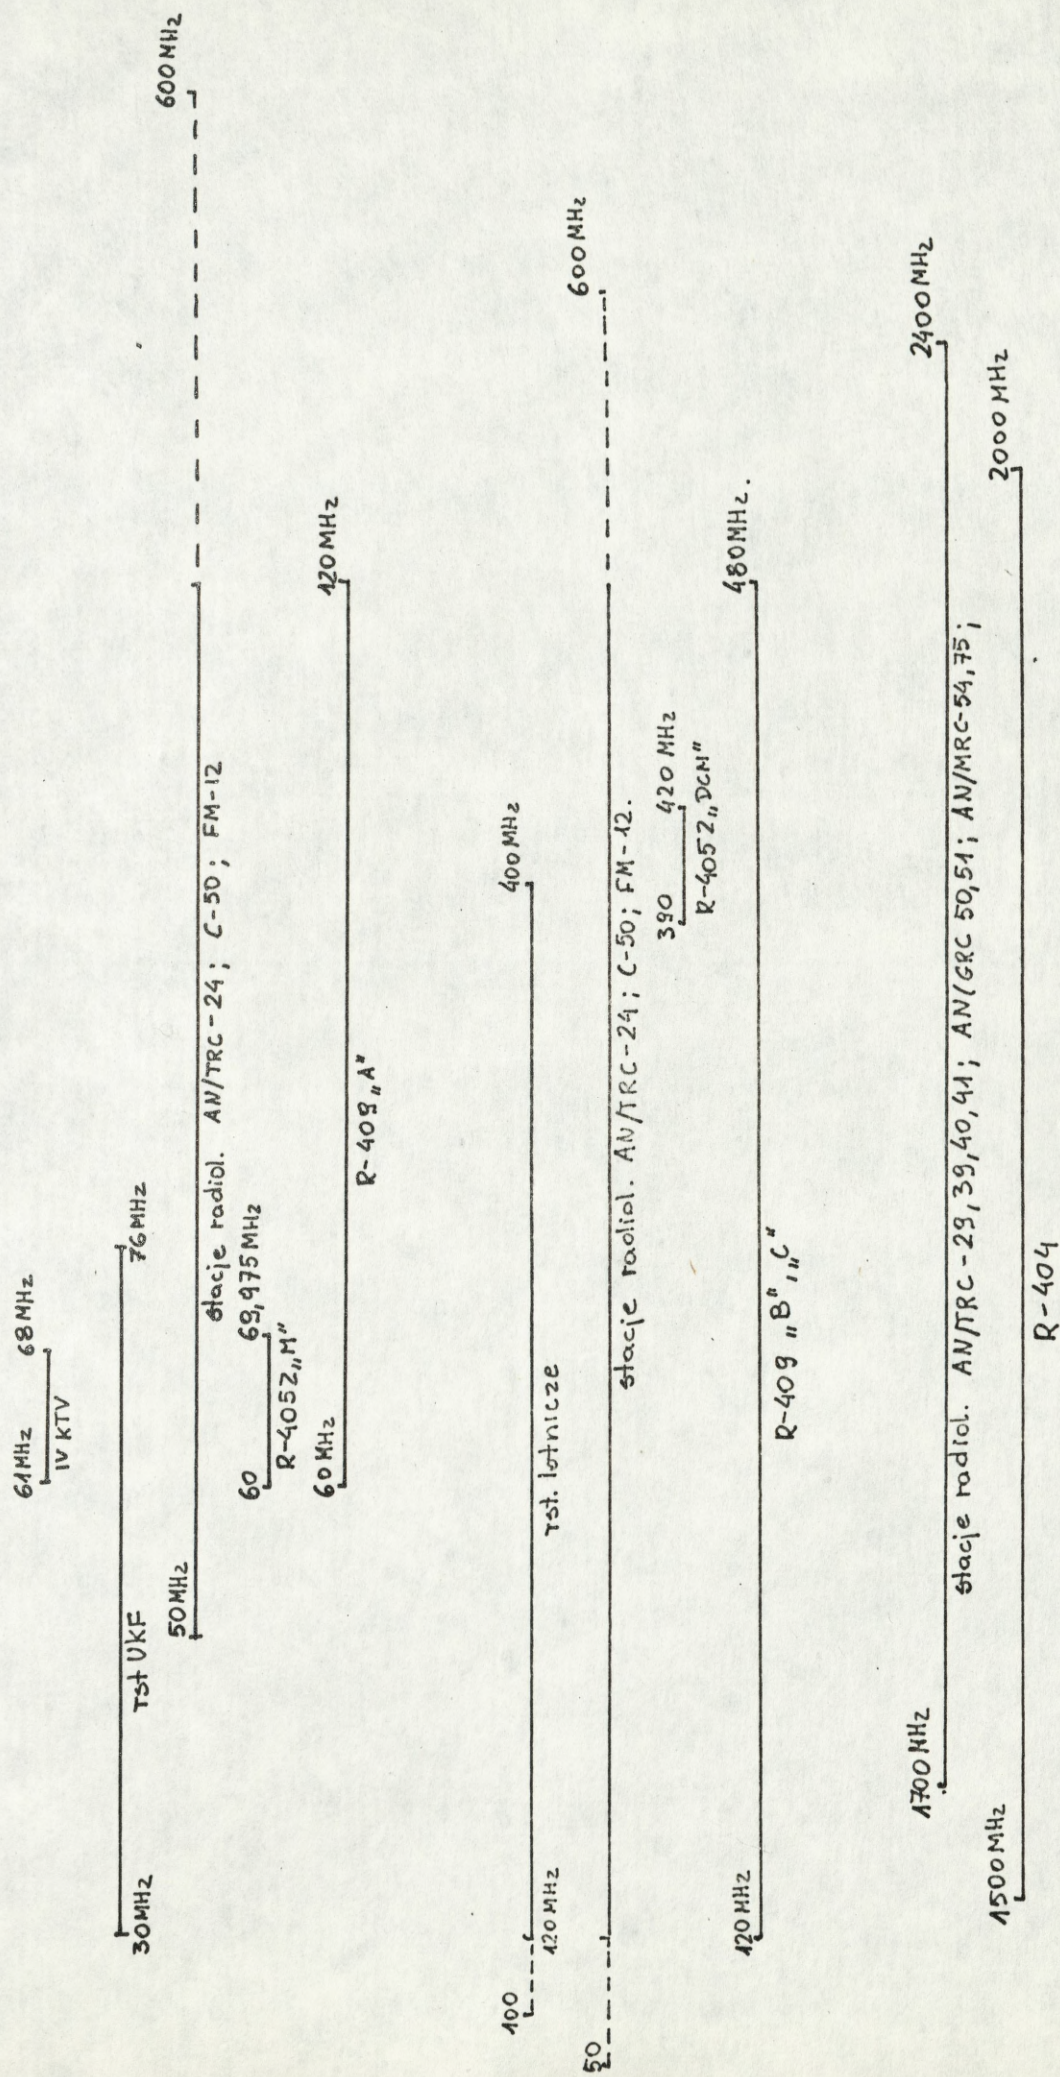 61MHz 68MHz
IV KTV
30MHz rst UKF 76MHz
50MHz 600MHz
stacje radiol. AN/TRC-24; C-50; FM-12
60 69,975MHz
R-405Z„M"
60MHz 120MHz
R-409„A"
100 400MHz
120MHz rst. lotnicze
50 600MHz
stacje radiol. AN/TRC-24; C-50; FM-12.
390 420MHz
R-405Z„DCM"
120MHz 480MHz.
R-409 „B",„C"
1700MHz 2400MHz
stacje radiol. AN/TRC-29,39,40,41; AN/GRC 50,51; AN/MRC-54,75;
1500MHz 2000MHz
R-404